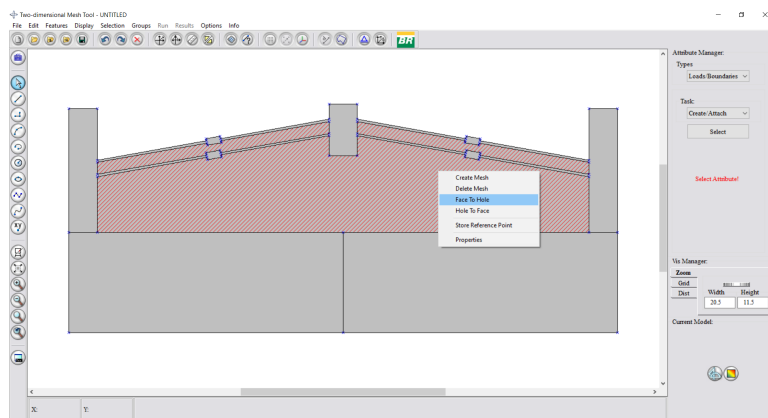 Two-dimensional Mesh Tool - UNTITLED
File Edit Features Display Selection Groups Run Results Options Info
BR
Attribute Manager:
Types
Loads/Boundaries
Task:
Create/Attach
Select
Select Attribute!
Create Mesh
Delete Mesh
Face To Hole
Hole To Face
Store Reference Point
Properties
xy
Vis Manager:
Zoom
Grid
Dist
Width Height
20.5 11.5
Current Model:
X: Y: